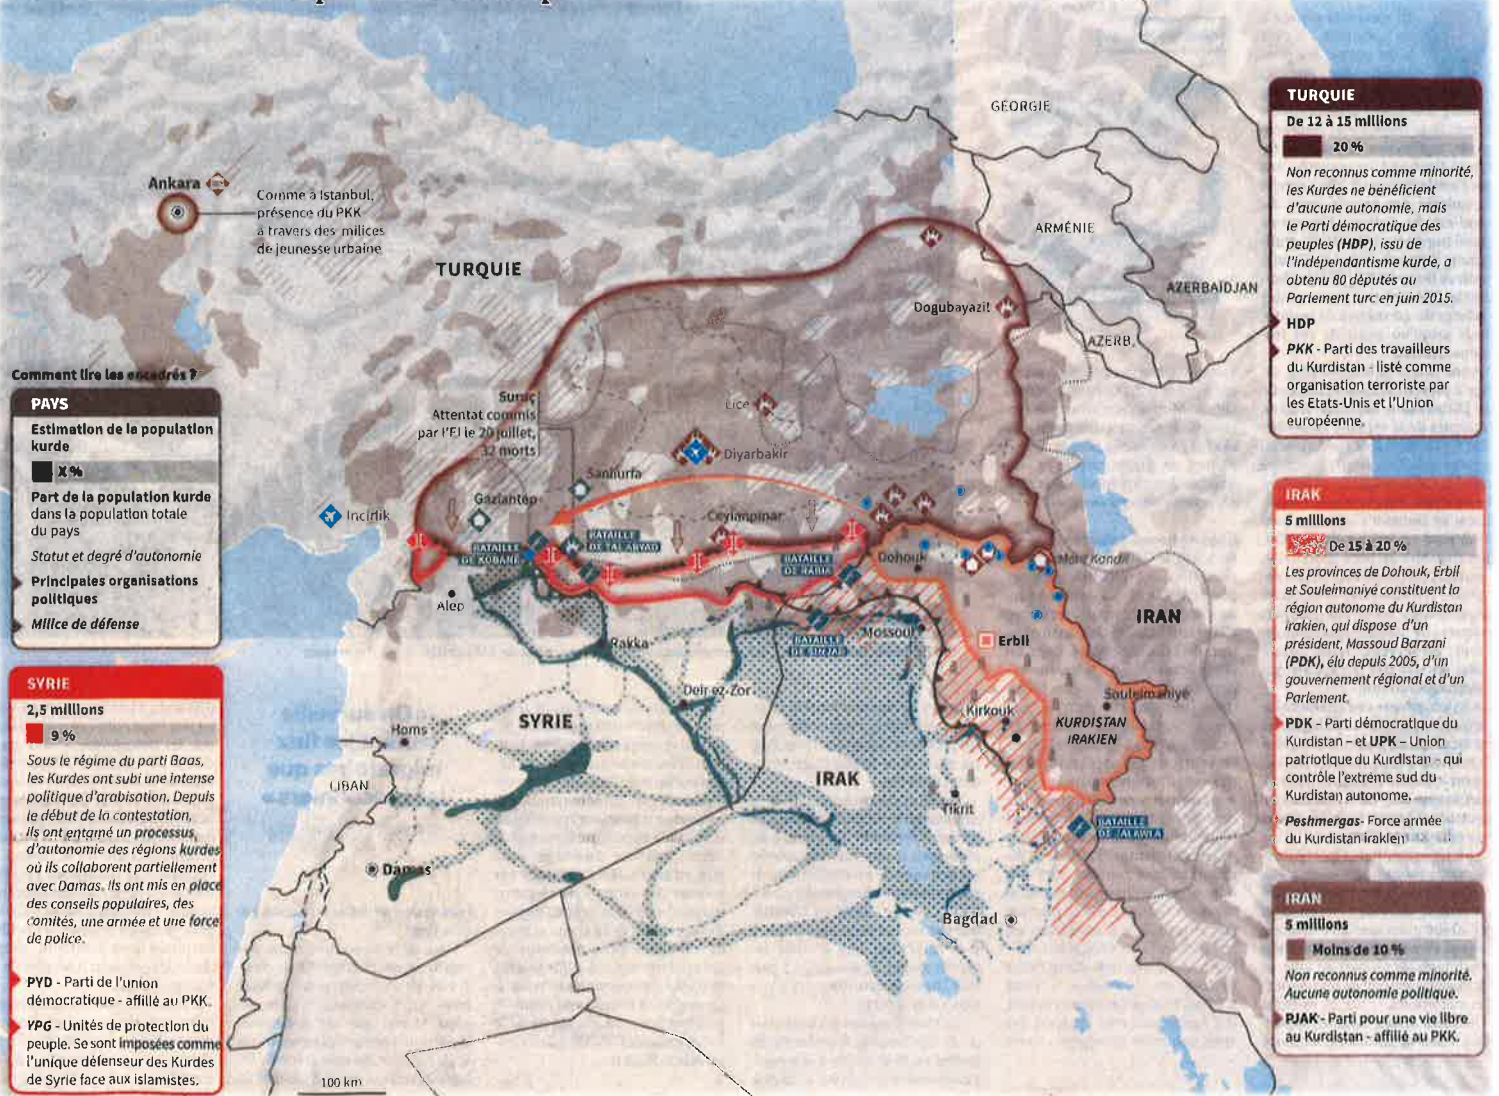 Ankara
Comme à Istanbul,
présence du PKK
à travers des milices
de jeunesse urbaine
TURQUIE
GÉORGIE
ARMÉNIE
AZERBAÏDJAN
AZERB.
Dogubayazit
Lice
Diyarbakir
Suruç
Attentat commis
par l'EI le 20 juillet,
32 morts
Sanliurfa
Gaziantep
Incirlik
Ceylanpinar
BATAILLE
DE KOBANÉ
BATAILLE
DE TAL ABYAD
BATAILLE
DE RABIA
BATAILLE
DE SINJAR
Dohouk
Mont Kandil
Alep
Rakka
Mossoul
Erbil
IRAN
Deir ez-Zor
Souleimaniyé
Homs
SYRIE
Kirkouk
KURDISTAN
IRAKIEN
LIBAN
IRAK
Tikrit
BATAILLE
DE JALAWLA
Damas
Bagdad
100 km
Comment lire les encadrés ?
PAYS
Estimation de la population
kurde
X %
Part de la population kurde
dans la population totale
du pays
Statut et degré d'autonomie
Principales organisations
politiques
Milice de défense
SYRIE
2,5 millions
9 %
Sous le régime du parti Baas,
les Kurdes ont subi une intense
politique d'arabisation. Depuis
le début de la contestation,
ils ont entamé un processus
d'autonomie des régions kurdes
où ils collaborent partiellement
avec Damas. Ils ont mis en place
des conseils populaires, des
comités, une armée et une force
de police.
PYD - Parti de l'union
démocratique - affilié au PKK.
YPG - Unités de protection du
peuple. Se sont imposées comme
l'unique défenseur des Kurdes
de Syrie face aux islamistes.
TURQUIE
De 12 à 15 millions
20 %
Non reconnus comme minorité,
les Kurdes ne bénéficient
d'aucune autonomie, mais
le Parti démocratique des
peuples (HDP), issu de
l'indépendantisme kurde, a
obtenu 80 députés au
Parlement turc en juin 2015.
HDP
PKK - Parti des travailleurs
du Kurdistan - listé comme
organisation terroriste par
les Etats-Unis et l'Union
européenne.
IRAK
5 millions
De 15 à 20 %
Les provinces de Dohouk, Erbil
et Souleimaniyé constituent la
région autonome du Kurdistan
irakien, qui dispose d'un
président, Massoud Barzani
(PDK), élu depuis 2005, d'un
gouvernement régional et d'un
Parlement.
PDK - Parti démocratique du
Kurdistan – et UPK – Union
patriotique du Kurdistan - qui
contrôle l'extrême sud du
Kurdistan autonome.
Peshmergas - Force armée
du Kurdistan irakien
IRAN
5 millions
Moins de 10 %
Non reconnus comme minorité.
Aucune autonomie politique.
PJAK - Parti pour une vie libre
au Kurdistan - affilié au PKK.